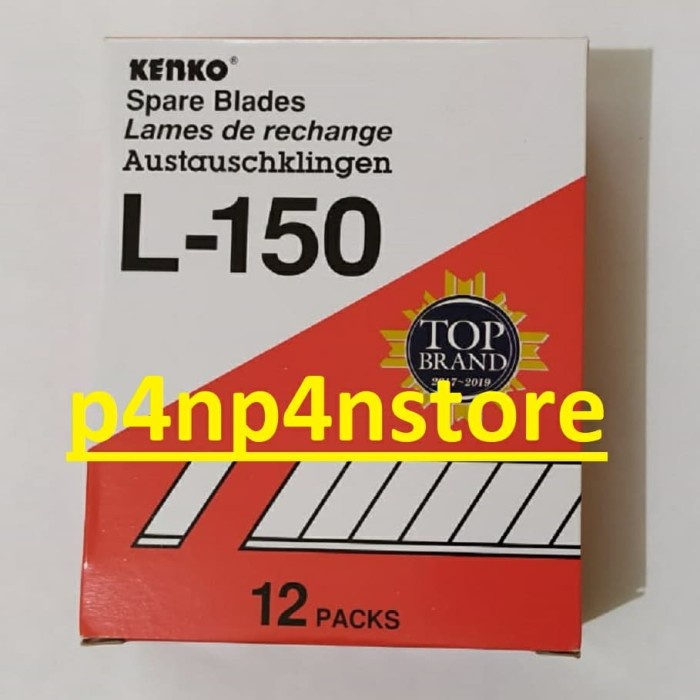 KENKO®
Spare Blades
Lames de rechange
Austauschklingen
L-150
TOP
BRAND
2017~2019
p4np4nstore
12 PACKS